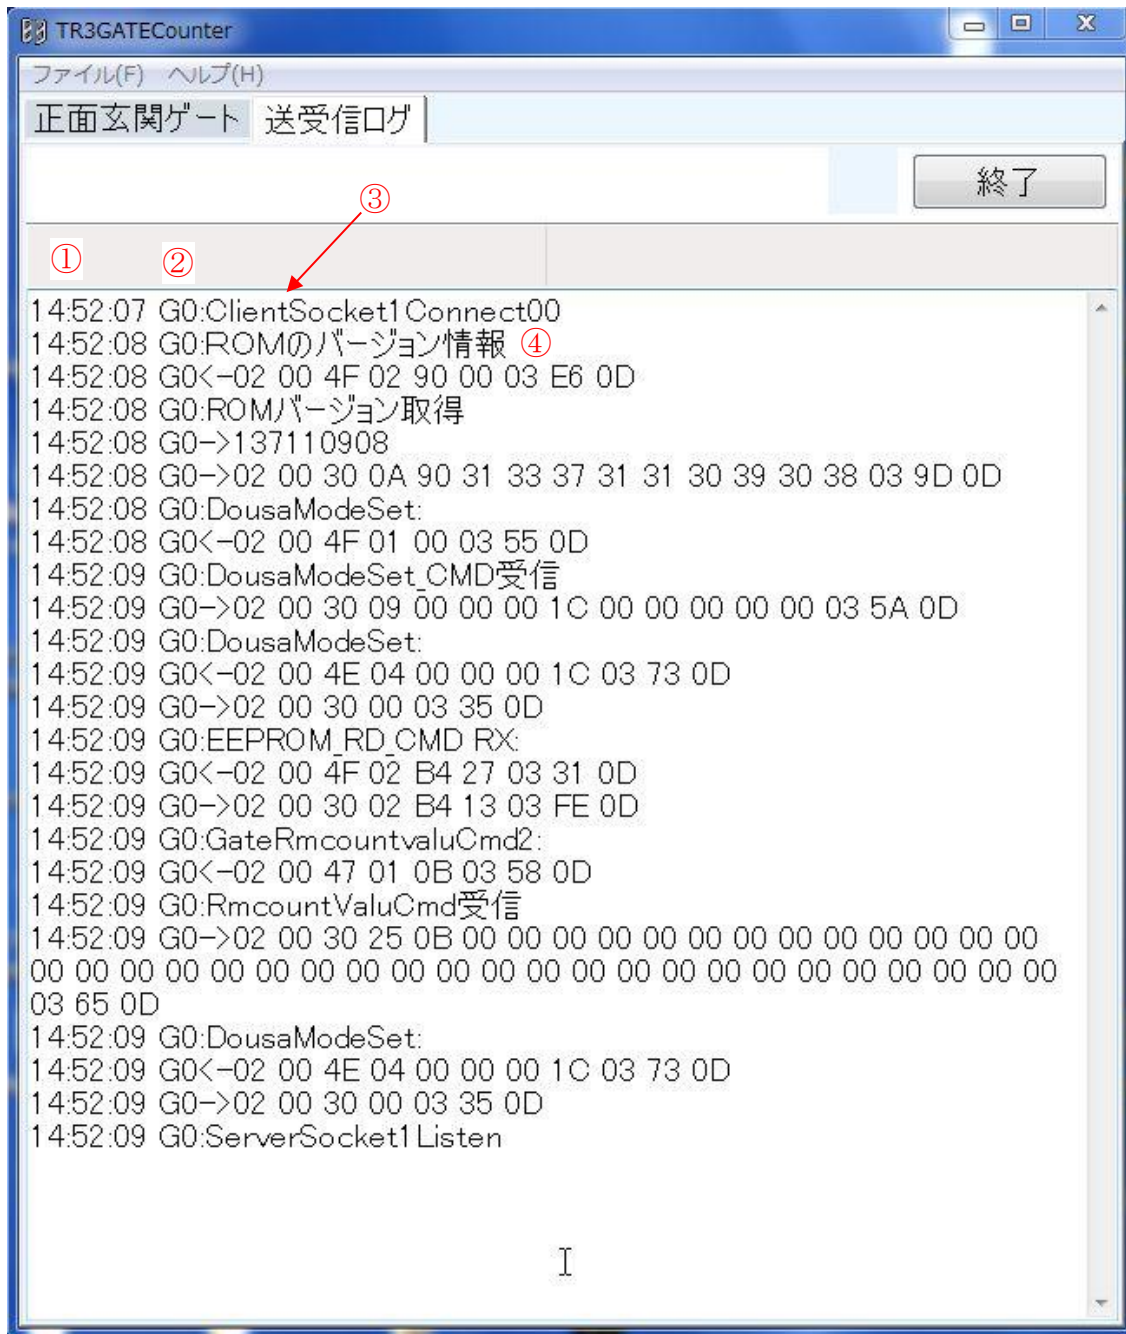 TR3GATECounter
ファイル(F) ヘルプ(H)
正面玄関ゲート 送受信ログ
終了
③
① ②
14:52:07 G0:ClientSocket1Connect00
14:52:08 G0:ROMのバージョン情報 ④
14:52:08 G0<-02 00 4F 02 90 00 03 E6 0D
14:52:08 G0:ROMバージョン取得
14:52:08 G0->137110908
14:52:08 G0->02 00 30 0A 90 31 33 37 31 31 30 39 30 38 03 9D 0D
14:52:08 G0:DousaModeSet:
14:52:08 G0<-02 00 4F 01 00 03 55 0D
14:52:09 G0:DousaModeSet_CMD受信
14:52:09 G0->02 00 30 09 00 00 00 1C 00 00 00 00 00 03 5A 0D
14:52:09 G0:DousaModeSet:
14:52:09 G0<-02 00 4E 04 00 00 00 1C 03 73 0D
14:52:09 G0->02 00 30 00 03 35 0D
14:52:09 G0:EEPROM_RD_CMD RX:
14:52:09 G0<-02 00 4F 02 B4 27 03 31 0D
14:52:09 G0->02 00 30 02 B4 13 03 FE 0D
14:52:09 G0:GateRmcountvaluCmd2:
14:52:09 G0<-02 00 47 01 0B 03 58 0D
14:52:09 G0:RmcountValuCmd受信
14:52:09 G0->02 00 30 25 0B 00 00 00 00 00 00 00 00 00 00 00 00 00
00 00 00 00 00 00 00 00 00 00 00 00 00 00 00 00 00 00 00 00 00 00 00
03 65 0D
14:52:09 G0:DousaModeSet:
14:52:09 G0<-02 00 4E 04 00 00 00 1C 03 73 0D
14:52:09 G0->02 00 30 00 03 35 0D
14:52:09 G0:ServerSocket1Listen